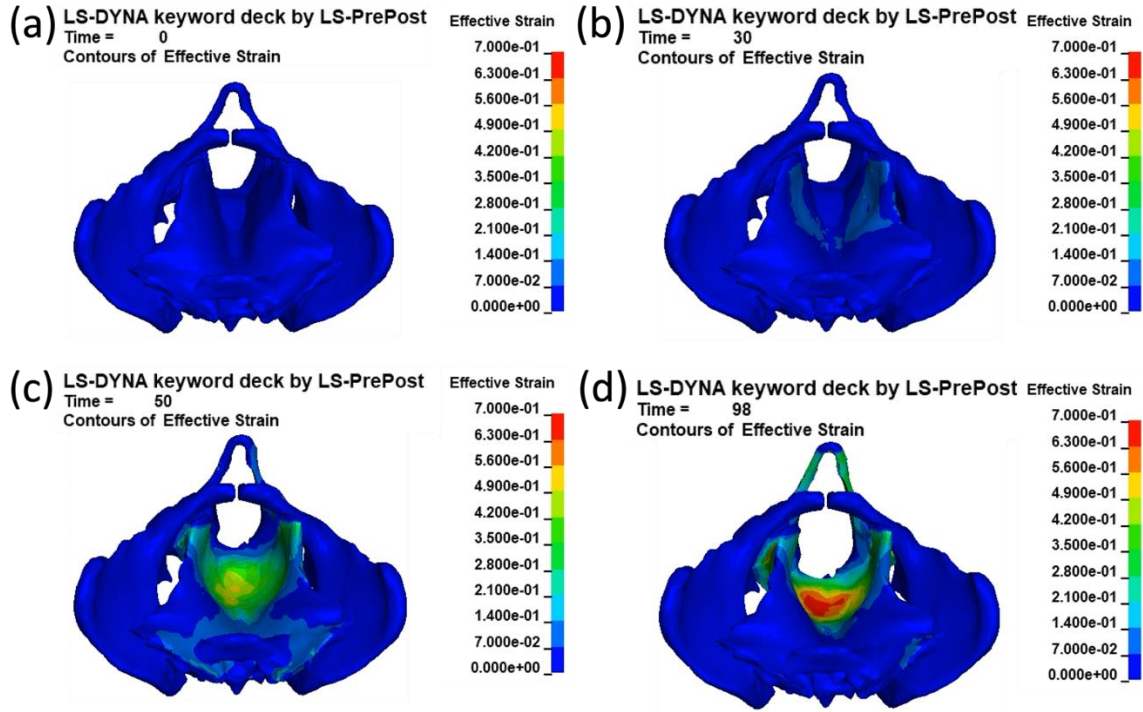 (a)
LS-DYNA keyword deck by LS-PrePost
Time = 0
Contours of Effective Strain
Effective Strain
7.000e-01
6.300e-01
5.600e-01
4.900e-01
4.200e-01
3.500e-01
2.800e-01
2.100e-01
1.400e-01
7.000e-02
0.000e+00
(b)
LS-DYNA keyword deck by LS-PrePost
Time = 30
Contours of Effective Strain
Effective Strain
7.000e-01
6.300e-01
5.600e-01
4.900e-01
4.200e-01
3.500e-01
2.800e-01
2.100e-01
1.400e-01
7.000e-02
0.000e+00
(c)
LS-DYNA keyword deck by LS-PrePost
Time = 50
Contours of Effective Strain
Effective Strain
7.000e-01
6.300e-01
5.600e-01
4.900e-01
4.200e-01
3.500e-01
2.800e-01
2.100e-01
1.400e-01
7.000e-02
0.000e+00
(d)
LS-DYNA keyword deck by LS-PrePost
Time = 98
Contours of Effective Strain
Effective Strain
7.000e-01
6.300e-01
5.600e-01
4.900e-01
4.200e-01
3.500e-01
2.800e-01
2.100e-01
1.400e-01
7.000e-02
0.000e+00